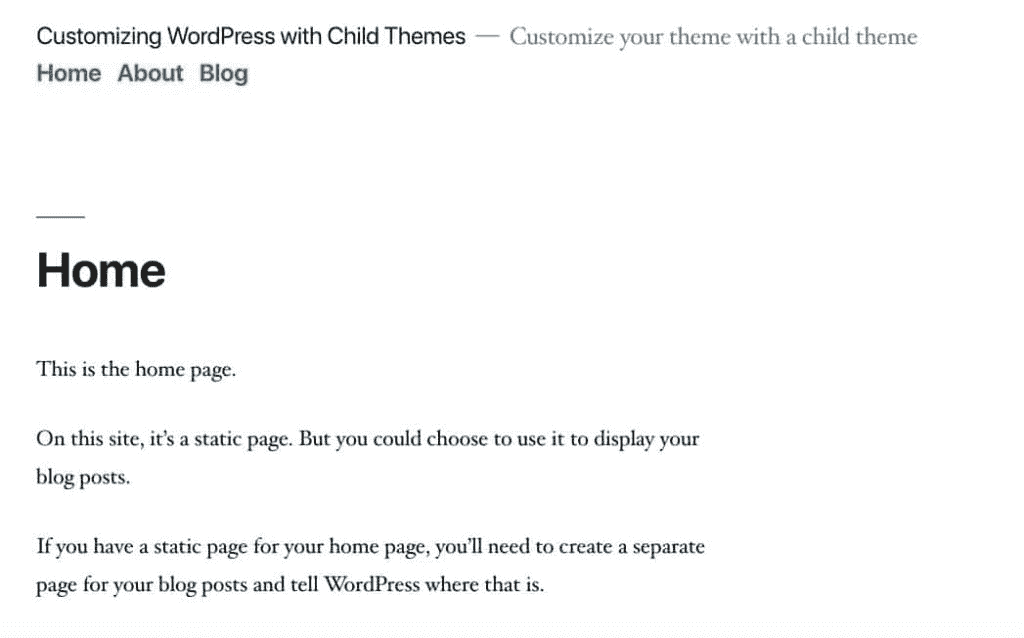 Customizing WordPress with Child Themes — Customize your theme with a child theme
Home About Blog
Home
This is the home page.
On this site, it’s a static page. But you could choose to use it to display your
blog posts.
If you have a static page for your home page, you’ll need to create a separate
page for your blog posts and tell WordPress where that is.